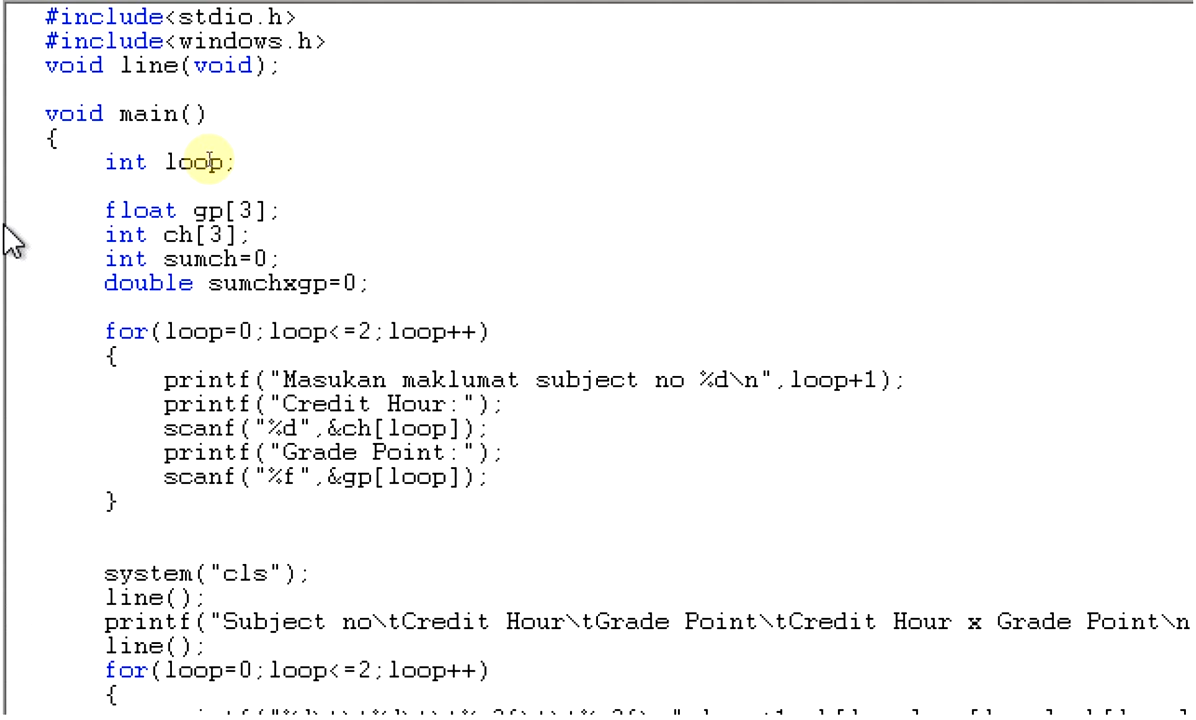 #include<stdio.h>
#include<windows.h>
void line(void);
void main()
{
int loop;
float gp[3];
int ch[3];
int sumch=0;
double sumchxgp=0;
for(loop=0;loop<=2;loop++)
{
printf("Masukan maklumat subject no %d\n",loop+1);
printf("Credit Hour:");
scanf("%d",&ch[loop]);
printf("Grade Point:");
scanf("%f",&gp[loop]);
}
system("cls");
line();
printf("Subject no\tCredit Hour\tGrade Point\tCredit Hour x Grade Point\n
line();
for(loop=0;loop<=2;loop++)
{